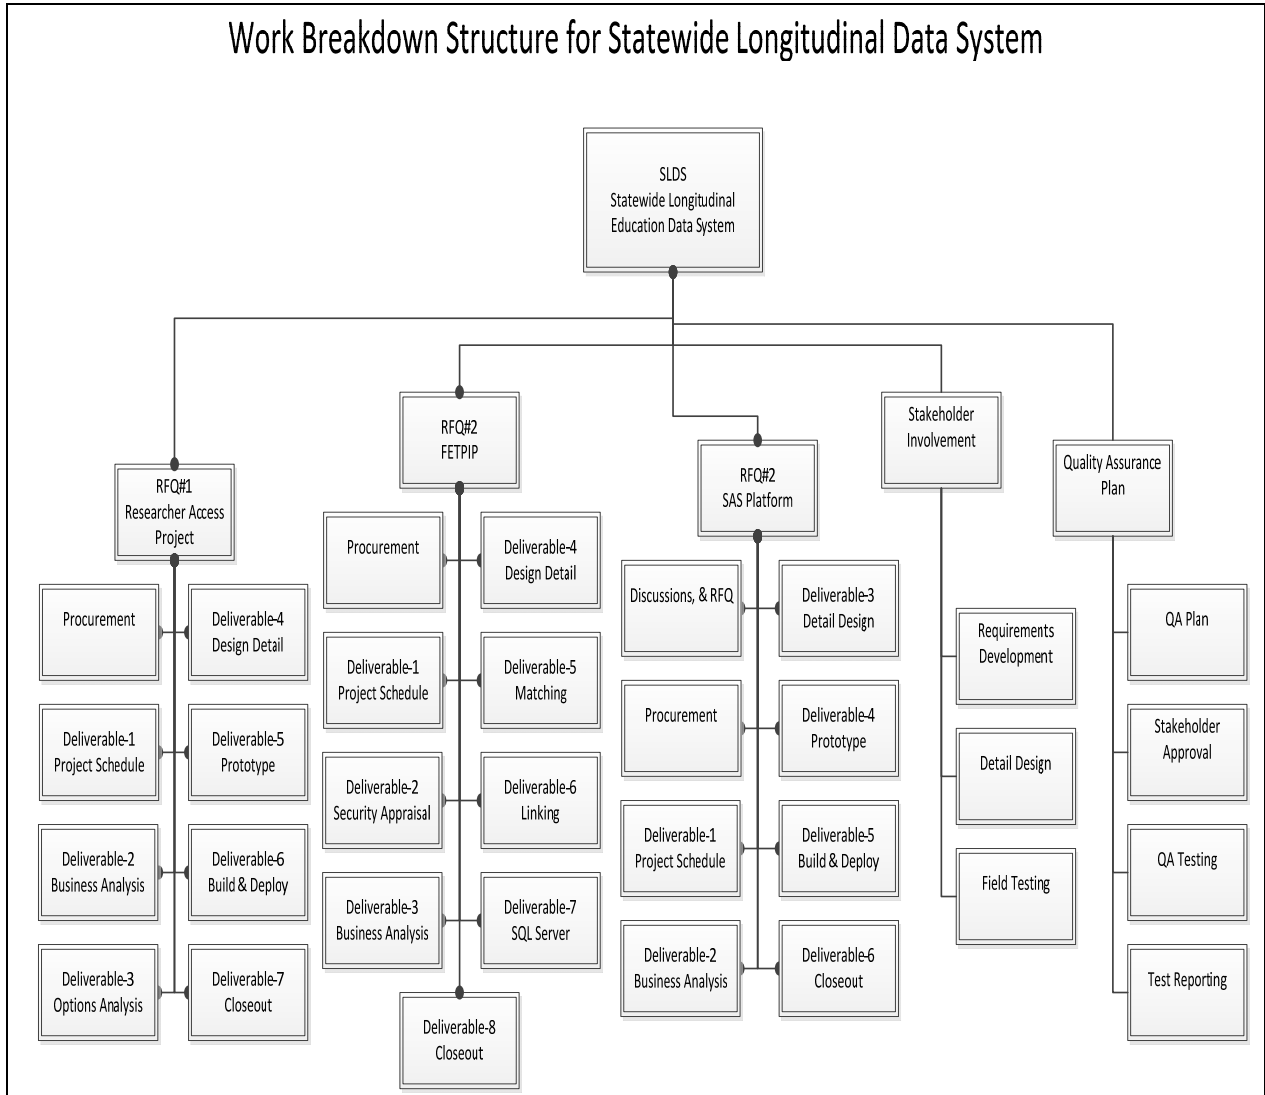 Work Breakdown Structure for Statewide Longitudinal Data System
SLDS
Statewide Longitudinal
Education Data System
RFQ#1
Researcher Access
Project
Procurement
Deliverable-4
Design Detail
Deliverable-1
Project Schedule
Deliverable-5
Prototype
Deliverable-2
Business Analysis
Deliverable-6
Build & Deploy
Deliverable-3
Options Analysis
Deliverable-7
Closeout
RFQ#2
FETPIP
Procurement
Deliverable-4
Design Detail
Deliverable-1
Project Schedule
Deliverable-5
Matching
Deliverable-2
Security Appraisal
Deliverable-6
Linking
Deliverable-3
Business Analysis
Deliverable-7
SQL Server
Deliverable-8
Closeout
RFQ#2
SAS Platform
Discussions, & RFQ
Deliverable-3
Detail Design
Procurement
Deliverable-4
Prototype
Deliverable-1
Project Schedule
Deliverable-5
Build & Deploy
Deliverable-2
Business Analysis
Deliverable-6
Closeout
Stakeholder
Involvement
Requirements
Development
Detail Design
Field Testing
Quality Assurance
Plan
QA Plan
Stakeholder
Approval
QA Testing
Test Reporting